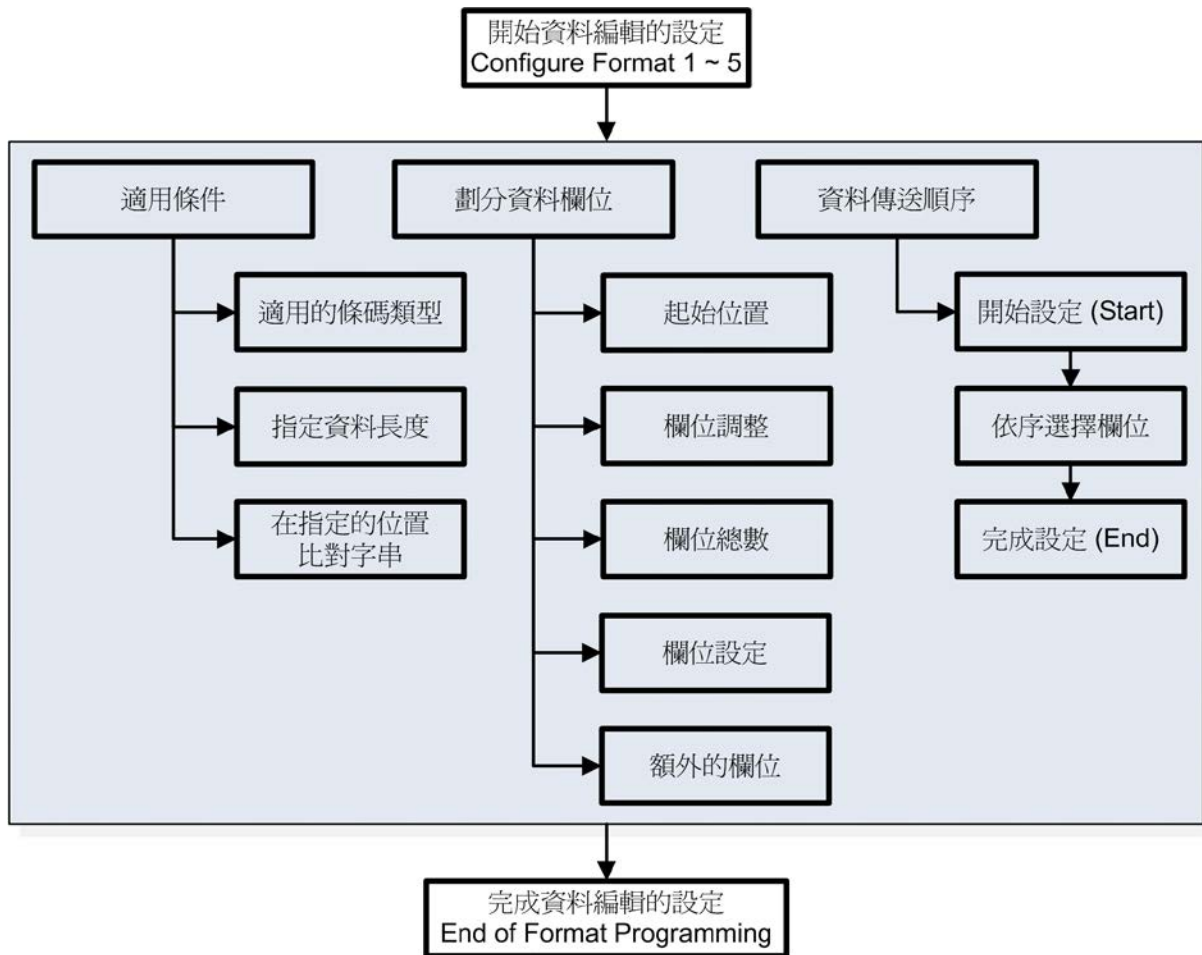 開始資料編輯的設定
Configure Format 1 ~ 5
適用條件
適用的條碼類型
指定資料長度
在指定的位置
比對字串
劃分資料欄位
起始位置
欄位調整
欄位總數
欄位設定
額外的欄位
資料傳送順序
開始設定 (Start)
依序選擇欄位
完成設定 (End)
完成資料編輯的設定
End of Format Programming